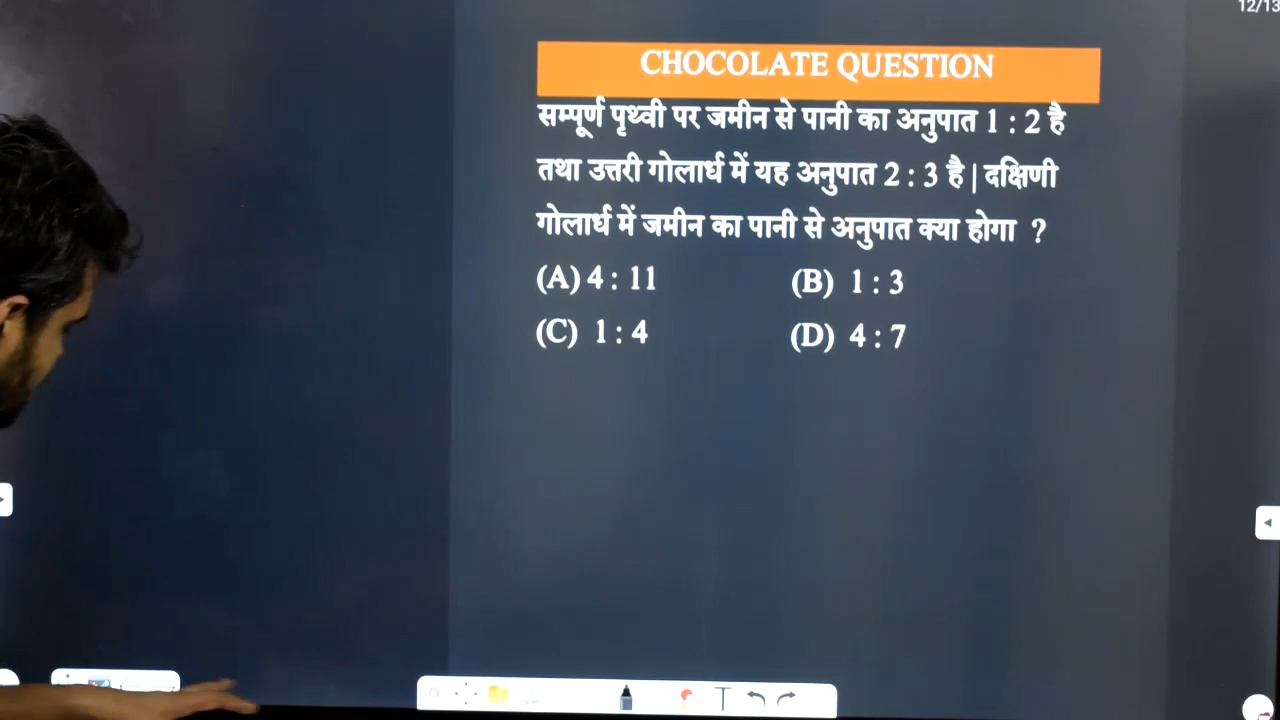 12/13
CHOCOLATE QUESTION
सम्पूर्ण पृथ्वी पर जमीन से पानी का अनुपात 1 : 2 है
तथा उत्तरी गोलार्ध में यह अनुपात 2 : 3 है | दक्षिणी
गोलार्ध में जमीन का पानी से अनुपात क्या होगा ?
(A) 4 : 11 (B) 1 : 3
(C) 1 : 4 (D) 4 : 7
T